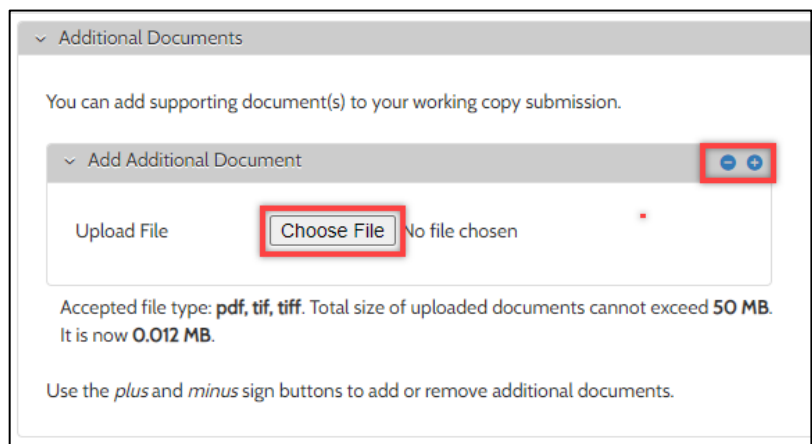 Additional Documents
You can add supporting document(s) to your working copy submission.
Add Additional Document
Upload File Choose File No file chosen
Accepted file type: pdf, tif, tiff. Total size of uploaded documents cannot exceed 50 MB.
It is now 0.012 MB.
Use the plus and minus sign buttons to add or remove additional documents.